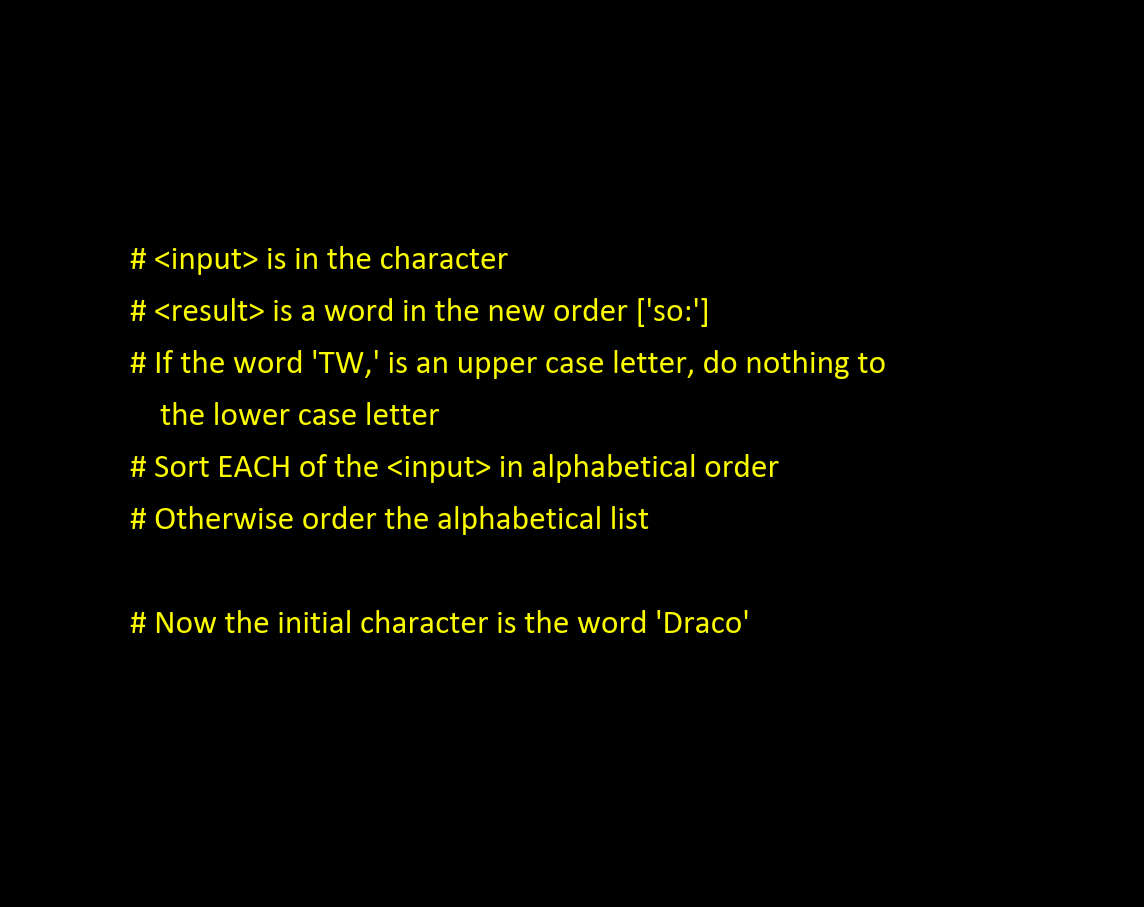 # <input> is in the character
# <result> is a word in the new order ['so:']
# If the word 'TW,' is an upper case letter, do nothing to
the lower case letter
# Sort EACH of the <input> in alphabetical order
# Otherwise order the alphabetical list
# Now the initial character is the word 'Draco'